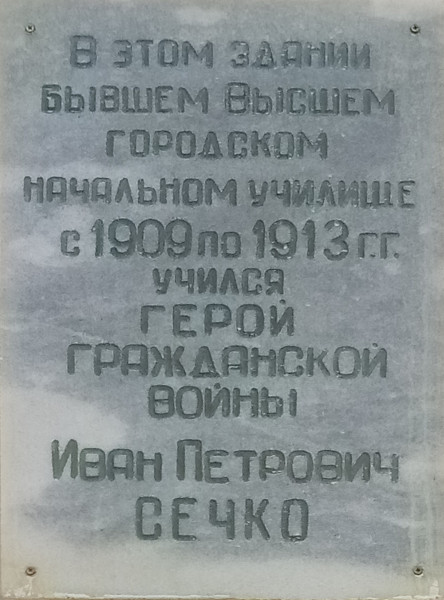 В ЭТОМ ЗДАНИИ
БЫВШЕМ ВЫСШЕМ
ГОРОДСКОМ
НАЧАЛЬНОМ УЧИЛИЩЕ
С 1909 ПО 1913 Г.Г.
УЧИЛСЯ
ГЕРОЙ
ГРАЖДАНСКОЙ
ВОЙНЫ
ИВАН ПЕТРОВИЧ
СЕЧКО